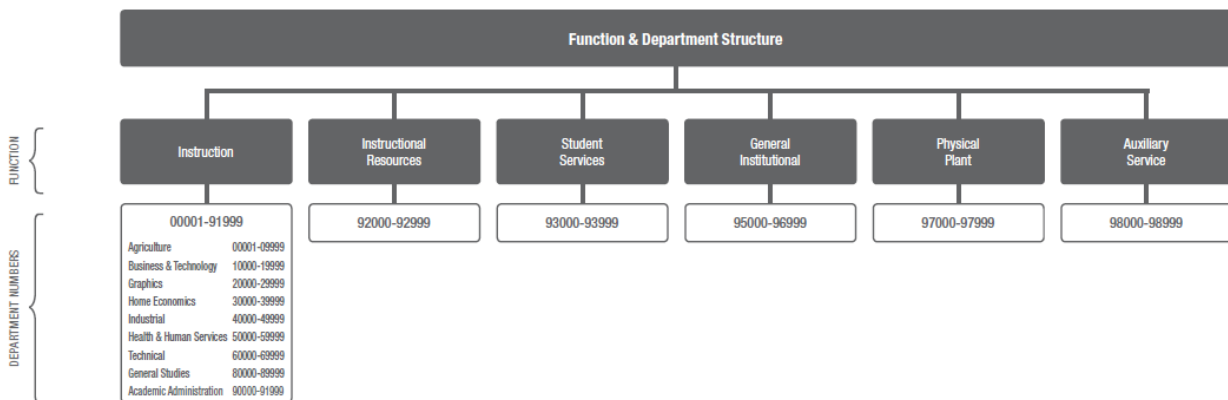 Function & Department Structure
FUNCTION
Instruction
Instructional
Resources
Student
Services
General
Institutional
Physical
Plant
Auxiliary
Service
DEPARTMENT NUMBERS
00001-91999
92000-92999
93000-93999
95000-96999
97000-97999
98000-98999
Agriculture 00001-09999
Business & Technology 10000-19999
Graphics 20000-29999
Home Economics 30000-39999
Industrial 40000-49999
Health & Human Services 50000-59999
Technical 60000-69999
General Studies 80000-89999
Academic Administration 90000-91999